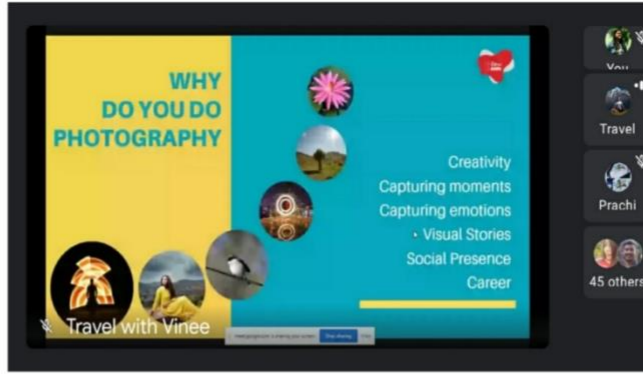 WHY
DO YOU DO
PHOTOGRAPHY
Creativity
Capturing moments
Capturing emotions
Visual Stories
Social Presence
Career
Travel with Vinee
You
Travel
Prachi
45 others